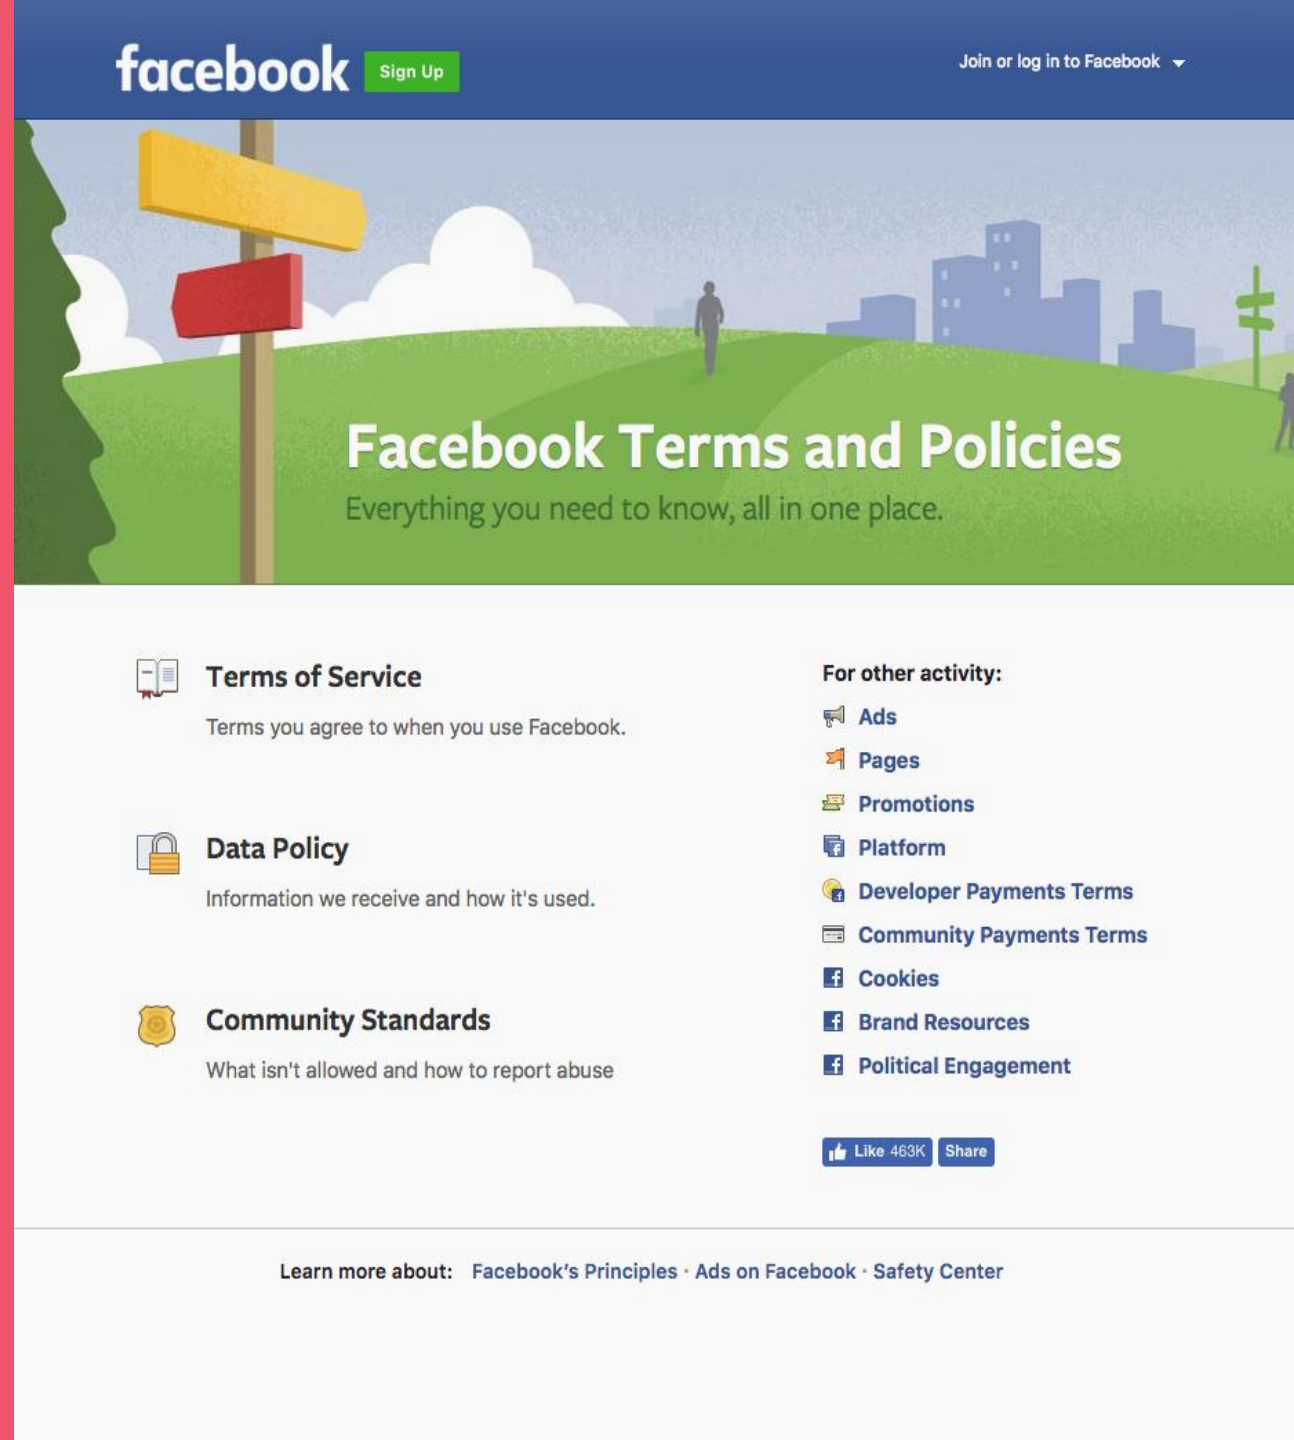 facebook
Sign Up
Join or log in to Facebook
Facebook Terms and Policies
Everything you need to know, all in one place.
Terms of Service
Terms you agree to when you use Facebook.
Data Policy
Information we receive and how it's used.
Community Standards
What isn't allowed and how to report abuse
For other activity:
Ads
Pages
Promotions
Platform
Developer Payments Terms
Community Payments Terms
Cookies
Brand Resources
Political Engagement
Like 463K Share
Learn more about: Facebook's Principles · Ads on Facebook · Safety Center